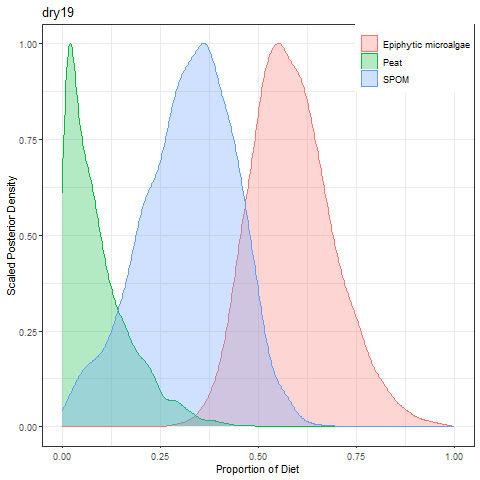 dry19
Epiphytic microalgae
Peat
SPOM
Scaled Posterior Density
1.00
0.75
0.50
0.25
0.00
0.00 0.25 0.50 0.75 1.00
Proportion of Diet